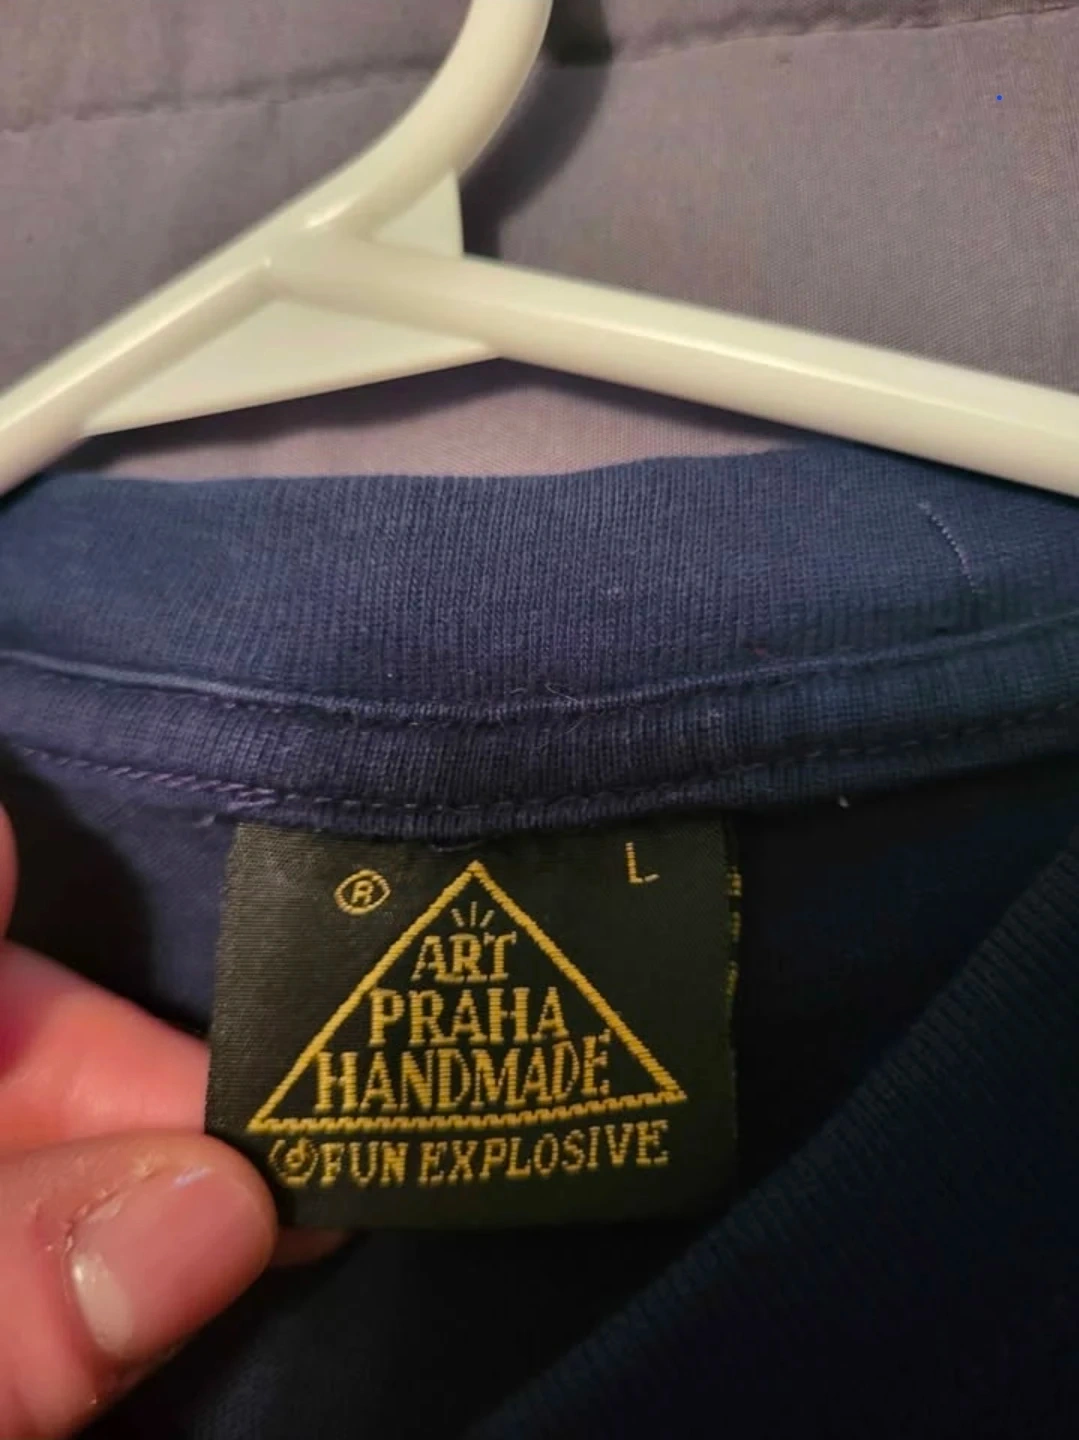 ® L
ART
PRAHA
HANDMADE
FUN EXPLOSIVE